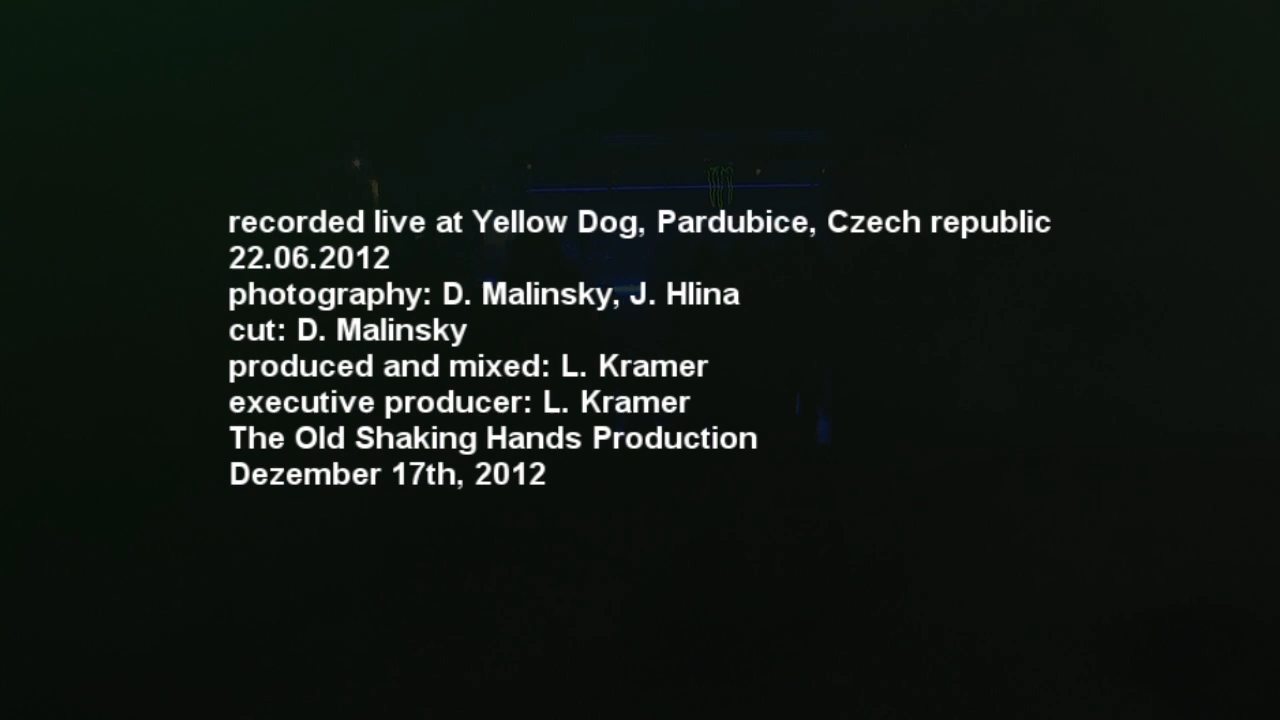 recorded live at Yellow Dog, Pardubice, Czech republic
22.06.2012
photography: D. Malinsky, J. Hlina
cut: D. Malinsky
produced and mixed: L. Kramer
executive producer: L. Kramer
The Old Shaking Hands Production
Dezember 17th, 2012